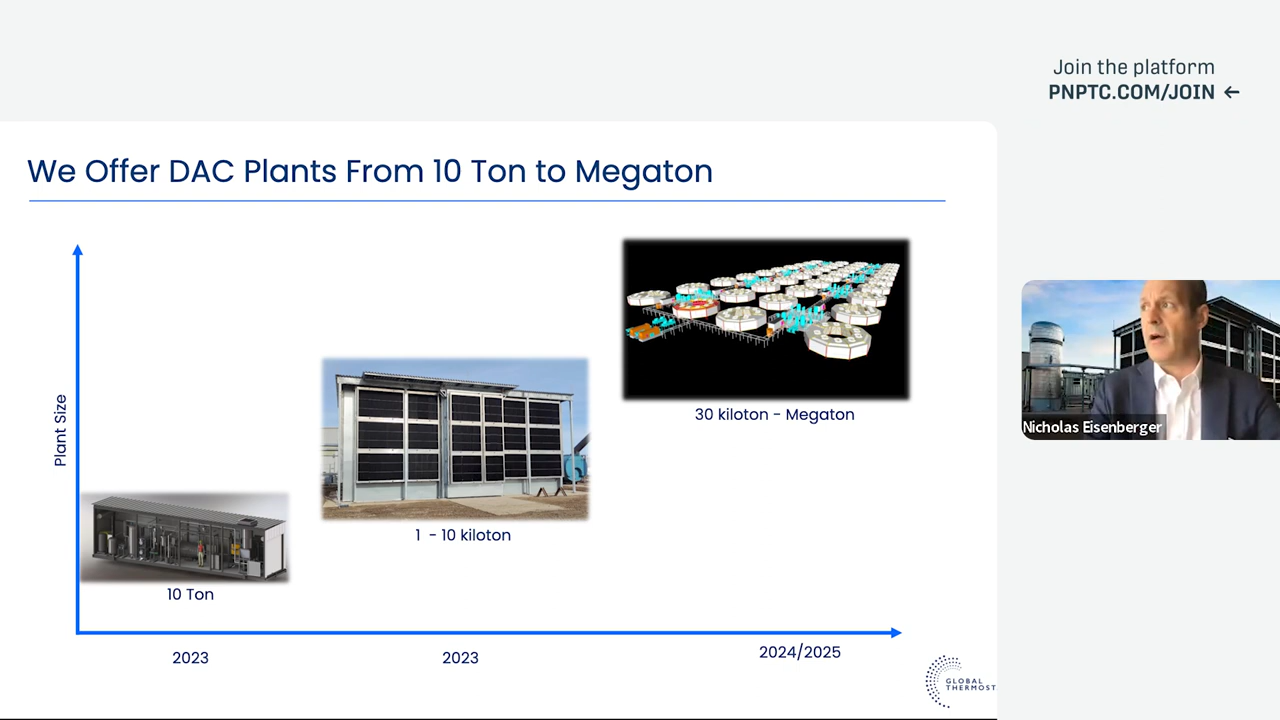 Join the platform
PNPTC.COM/JOIN ←
We Offer DAC Plants From 10 Ton to Megaton
Plant Size
30 kiloton - Megaton
1 - 10 kiloton
10 Ton
Nicholas Eisenberger
2023
2023
2024/2025
GLOBAL
THERMOST